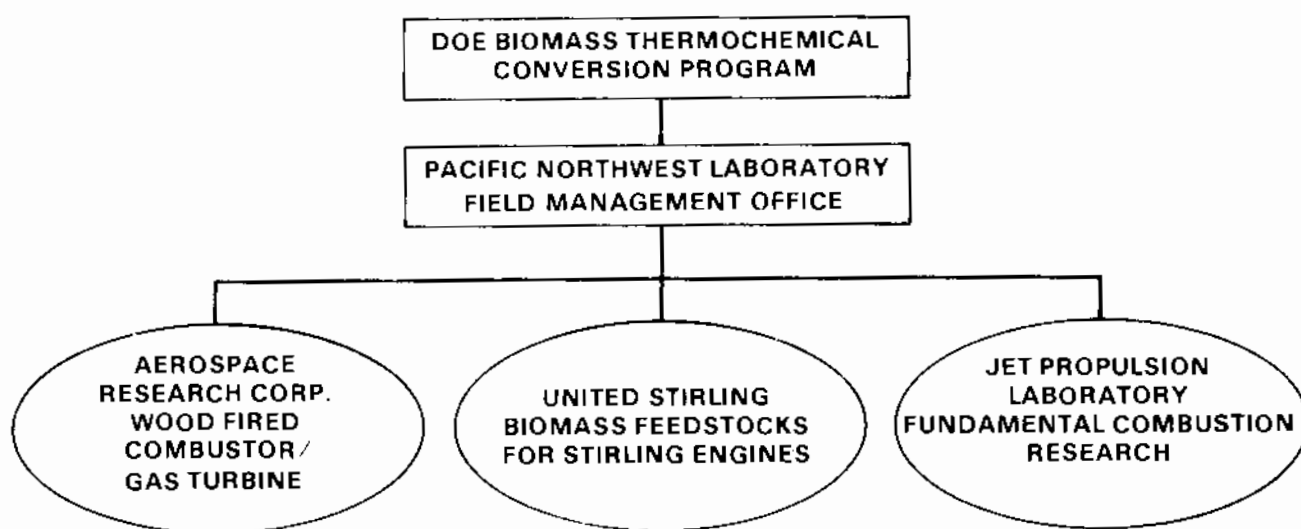 DOE BIOMASS THERMOCHEMICAL
CONVERSION PROGRAM
PACIFIC NORTHWEST LABORATORY
FIELD MANAGEMENT OFFICE
AEROSPACE
RESEARCH CORP.
WOOD FIRED
COMBUSTOR/
GAS TURBINE
UNITED STIRLING
BIOMASS FEEDSTOCKS
FOR STIRLING ENGINES
JET PROPULSION
LABORATORY
FUNDAMENTAL COMBUSTION
RESEARCH